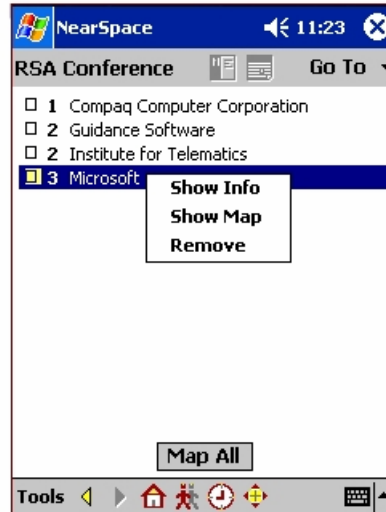 NearSpace 11:23
RSA Conference Go To
1 Compaq Computer Corporation
2 Guidance Software
2 Institute for Telematics
3 Microsoft
Show Info
Show Map
Remove
Map All
Tools